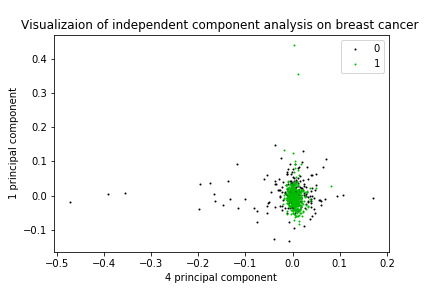 Visualizaion of independent component analysis on breast cancer
0
1
0.4
0.3
0.2
0.1
0.0
−0.1
1 principal component
−0.5 −0.4 −0.3 −0.2 −0.1 0.0 0.1 0.2
4 principal component